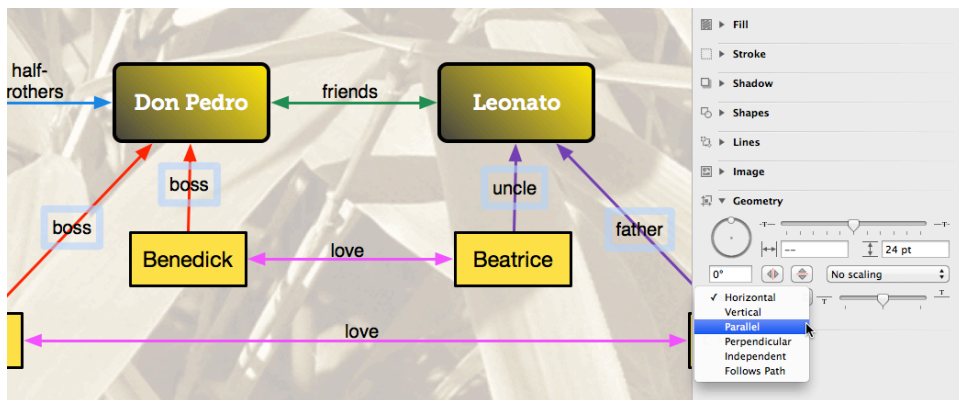 half-
rothers
Don Pedro
friends
Leonato
boss
uncle
boss
father
Benedick
love
Beatrice
love
Fill
Stroke
Shadow
Shapes
Lines
Image
Geometry
-T-
-T-
--
24 pt
0°
No scaling
T
T
✓ Horizontal
Vertical
Parallel
Perpendicular
Independent
Follows Path